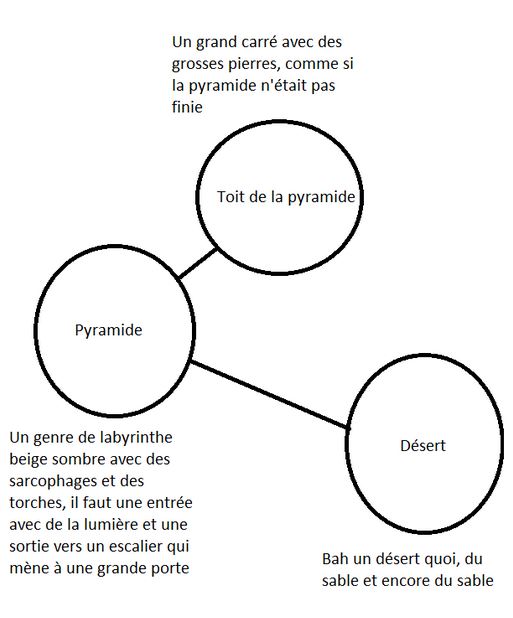 Un grand carré avec des
grosses pierres, comme si
la pyramide n'était pas
finie
Toit de la pyramide
Pyramide
Un genre de labyrinthe
beige sombre avec des
sarcophages et des
torches, il faut une entrée
avec de la lumière et une
sortie vers un escalier qui
mène à une grande porte
Désert
Bah un désert quoi, du
sable et encore du sable